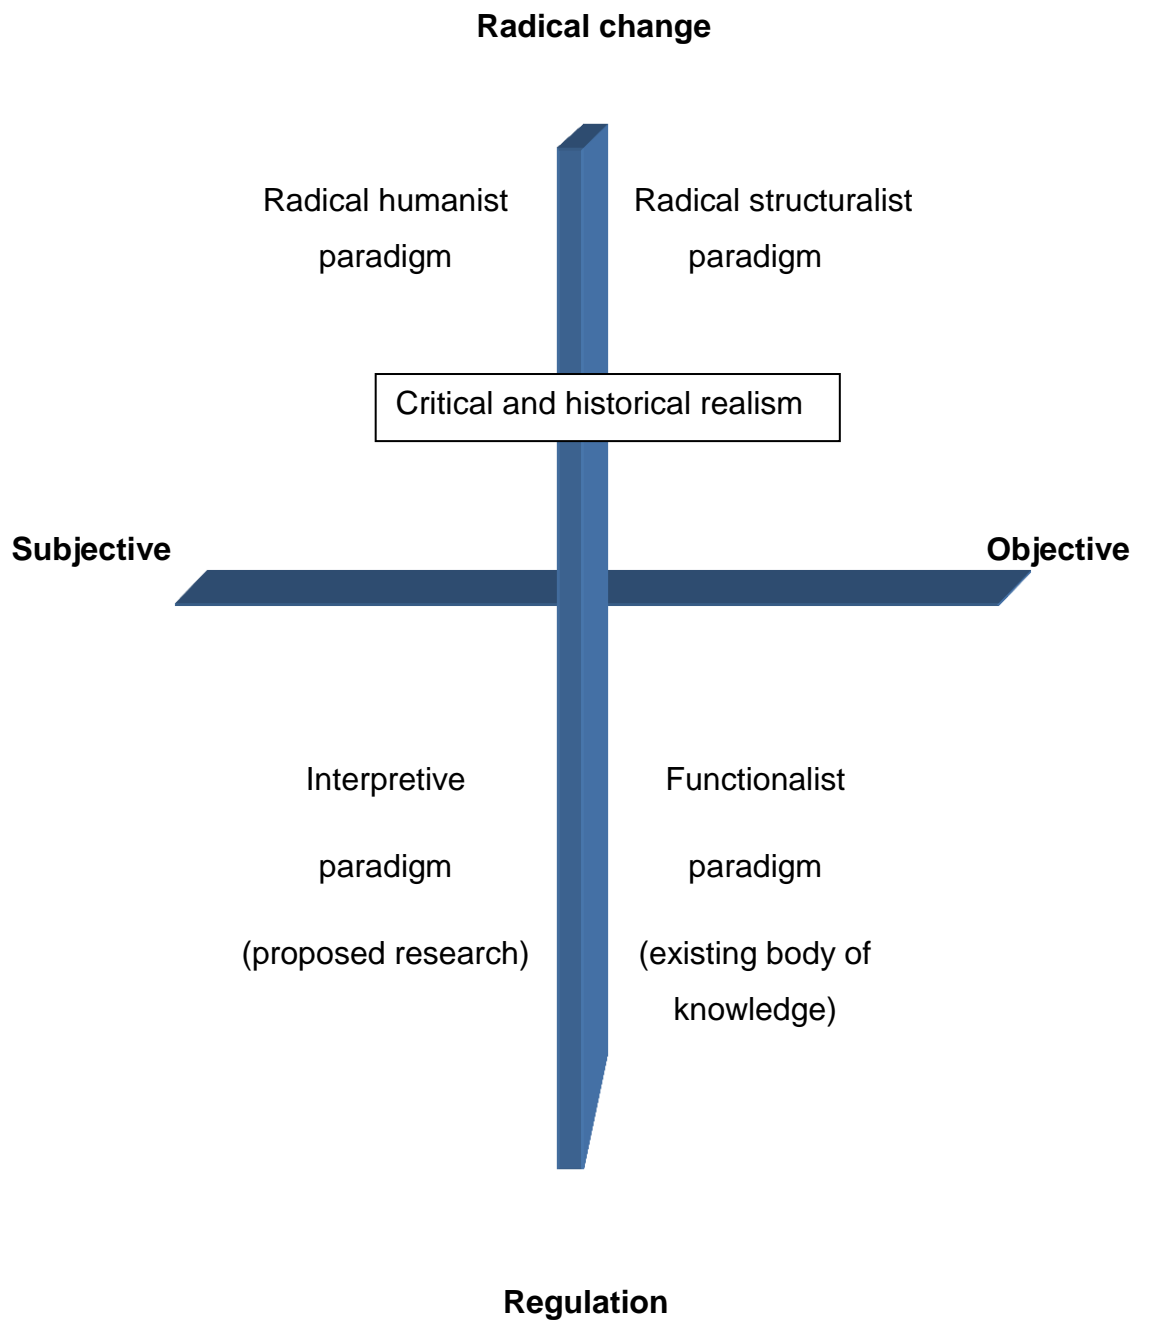 Radical change
Radical humanist
paradigm
Radical structuralist
paradigm
Critical and historical realism
Subjective
Objective
Interpretive
paradigm
(proposed research)
Functionalist
paradigm
(existing body of
knowledge)
Regulation